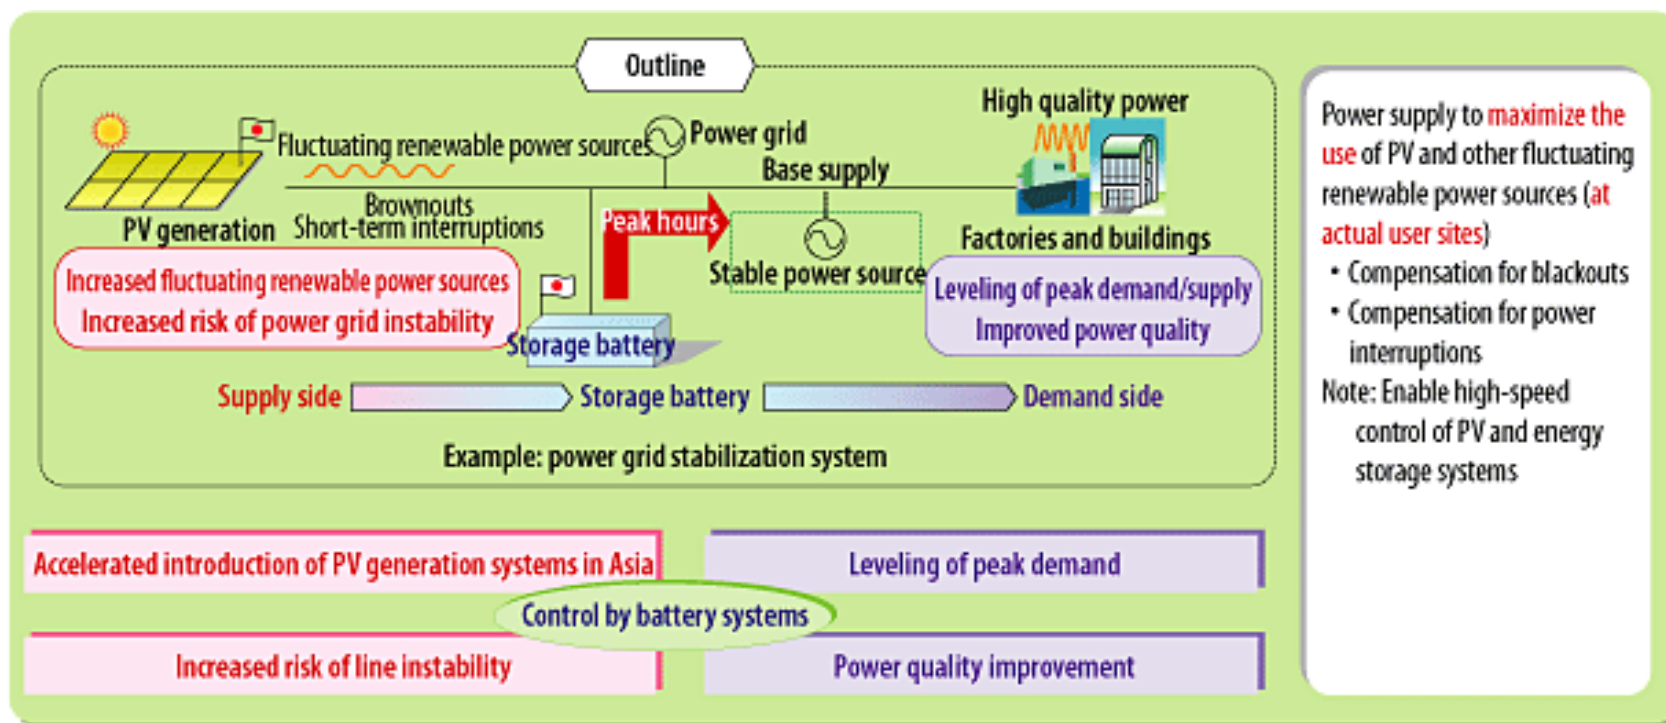 Outline
High quality power
Power grid
Fluctuating renewable power sources
Base supply
Brownouts
Short-term interruptions
PV generation
Peak hours
Factories and buildings
Stable power source
Increased fluctuating renewable power sources
Increased risk of power grid instability
Storage battery
Leveling of peak demand/supply
Improved power quality
Supply side
Storage battery
Demand side
Example: power grid stabilization system
Power supply to maximize the
use of PV and other fluctuating
renewable power sources (at
actual user sites)
• Compensation for blackouts
• Compensation for power
interruptions
Note: Enable high-speed
control of PV and energy
storage systems
Accelerated introduction of PV generation systems in Asia
Leveling of peak demand
Control by battery systems
Increased risk of line instability
Power quality improvement